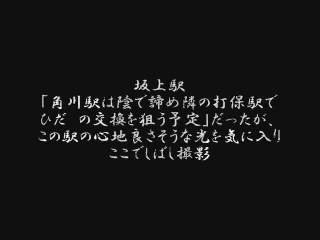 坂上駅
「角川駅は陰で諦め隣の打保駅で
ひだ　の交換を狙う予定」だったが、
この駅の心地良さそうな光を気に入り
ここでしばし撮影